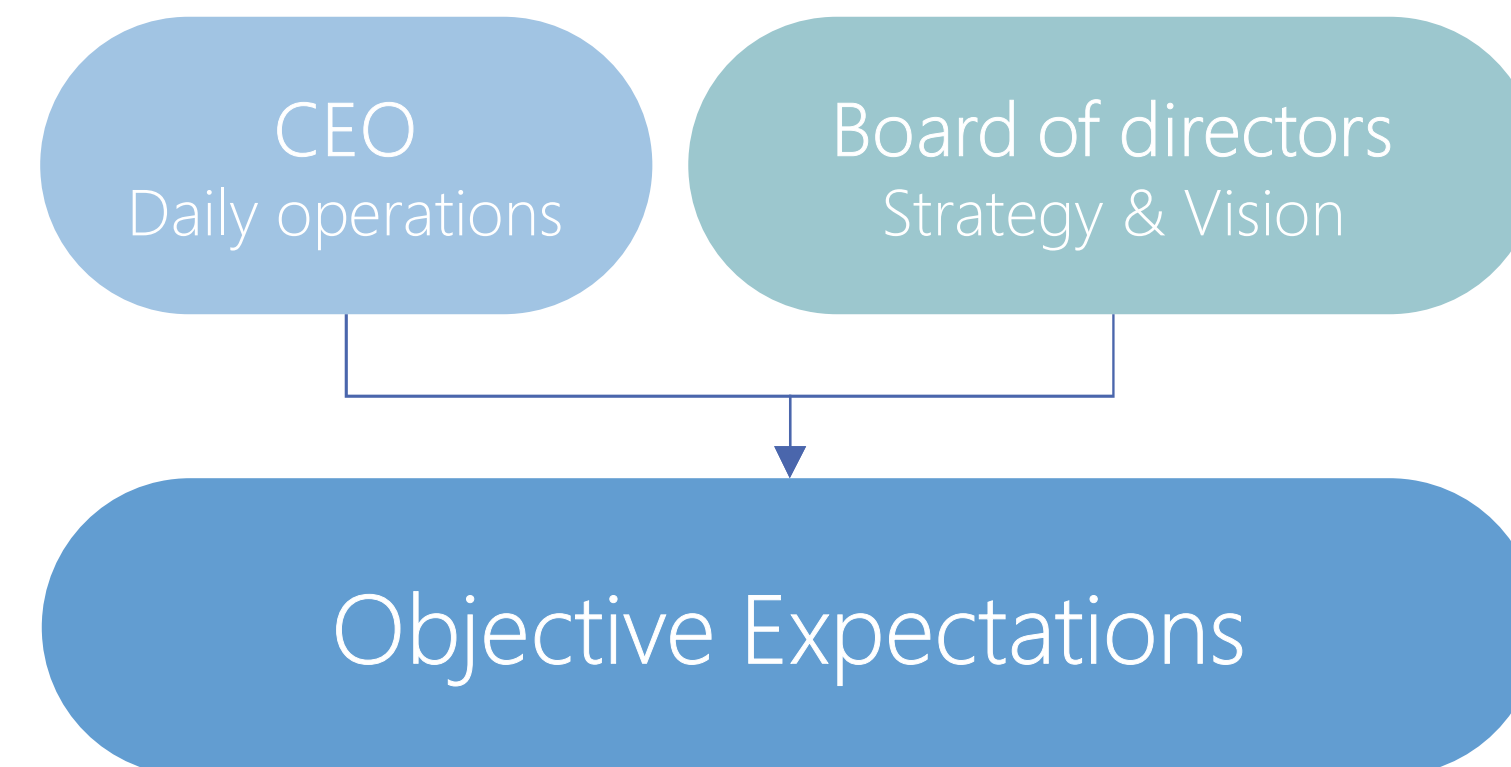 CEO
Daily operations
Board of directors
Strategy & Vision
Objective Expectations